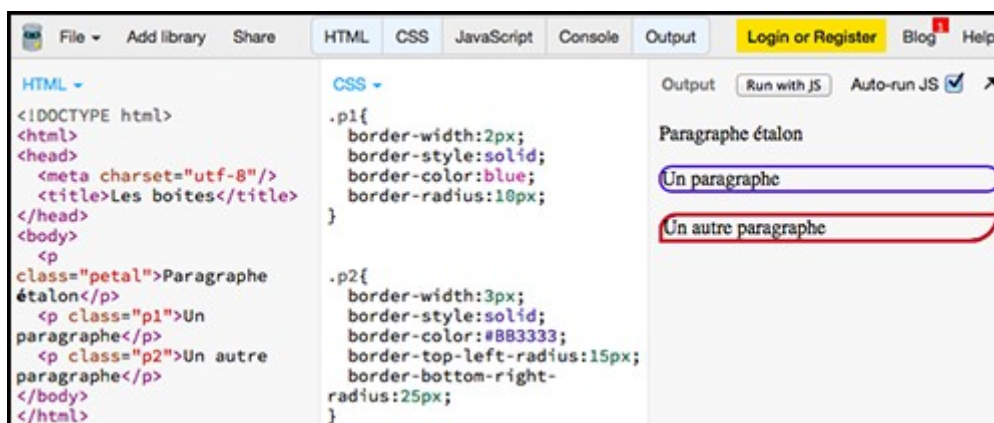 File Add library Share HTML CSS JavaScript Console Output Login or Register Blog 1 Help
HTML
<!DOCTYPE html>
<html>
<head>
<meta charset="utf-8"/>
<title>Les boites</title>
</head>
<body>
<p
class="petal">Paragraphe
étalon</p>
<p class="p1">Un
paragraphe</p>
<p class="p2">Un autre
paragraphe</p>
</body>
</html>
CSS
.p1{
border-width:2px;
border-style:solid;
border-color:blue;
border-radius:10px;
}
.p2{
border-width:3px;
border-style:solid;
border-color:#BB3333;
border-top-left-radius:15px;
border-bottom-right-
radius:25px;
}
Output Run with JS Auto-run JS
Paragraphe étalon
Un paragraphe
Un autre paragraphe